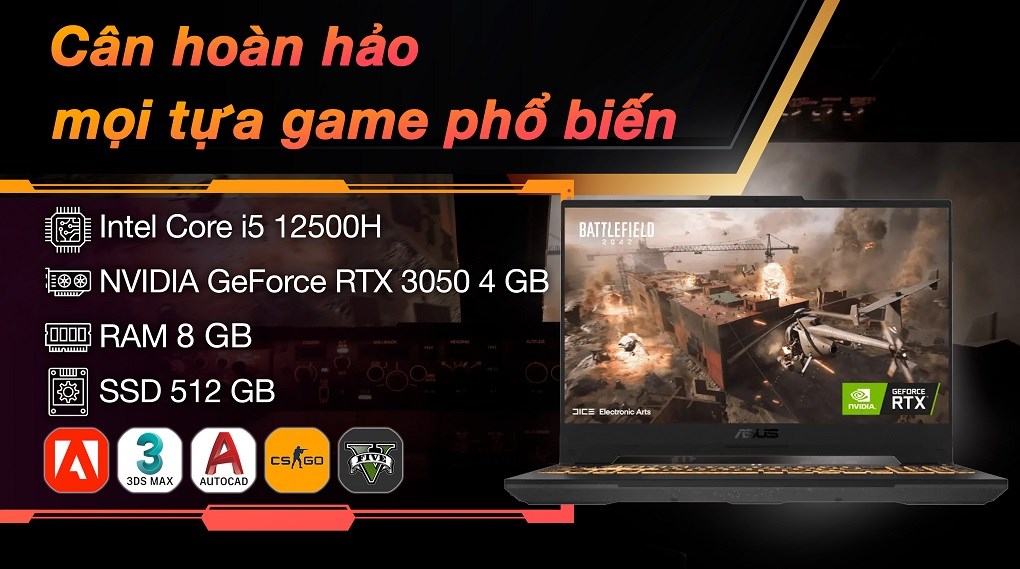 Cân hoàn hảo
mọi tựa game phổ biến
Intel Core i5 12500H
NVIDIA GeForce RTX 3050 4 GB
RAM 8 GB
SSD 512 GB
3
3DS MAX
A
AUTOCAD
CS GO
V
FIVE
BATTLEFIELD
2042
DICE Electronic Arts
NVIDIA.
GEFORCE
RTX
ASUS